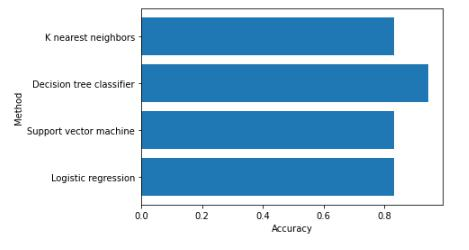 K nearest neighbors
Decision tree classifier
Support vector machine
Logistic regression
Method
0.0 0.2 0.4 0.6 0.8
Accuracy